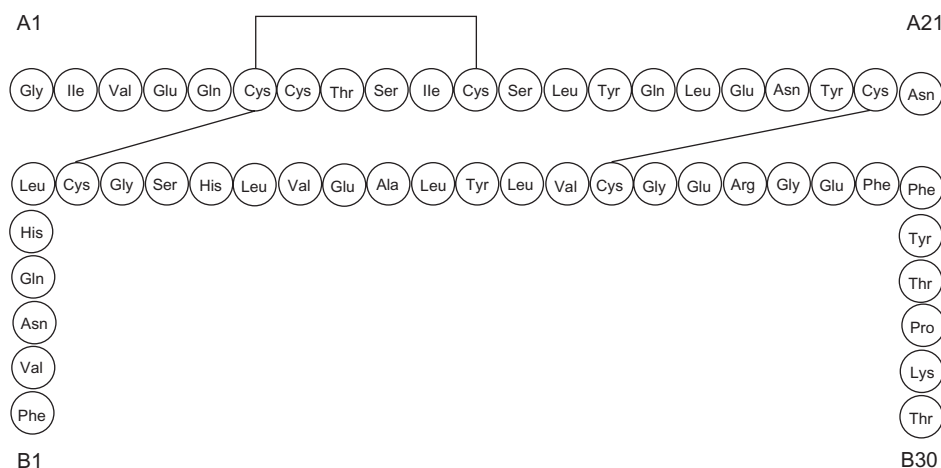 A1 A21
Gly Ile Val Glu Gln Cys Cys Thr Ser Ile Cys Ser Leu Tyr Gln Leu Glu Asn Tyr Cys Asn
Leu Cys Gly Ser His Leu Val Glu Ala Leu Tyr Leu Val Cys Gly Glu Arg Gly Glu Phe Phe
His Tyr
Gln Thr
Asn Pro
Val Lys
Phe Thr
B1 B30